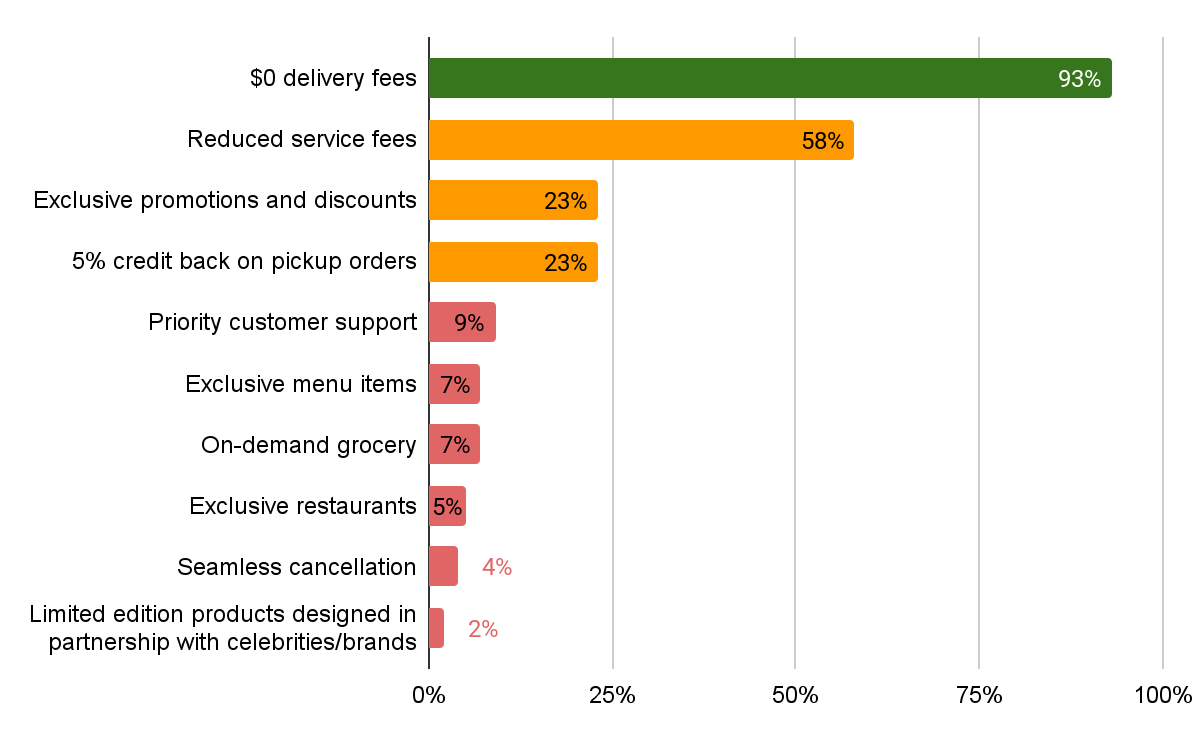 $0 delivery fees
93%
Reduced service fees
58%
Exclusive promotions and discounts
23%
5% credit back on pickup orders
23%
Priority customer support
9%
Exclusive menu items
7%
On-demand grocery
7%
Exclusive restaurants
5%
Seamless cancellation
4%
Limited edition products designed in
partnership with celebrities/brands
2%
0%
25%
50%
75%
100%